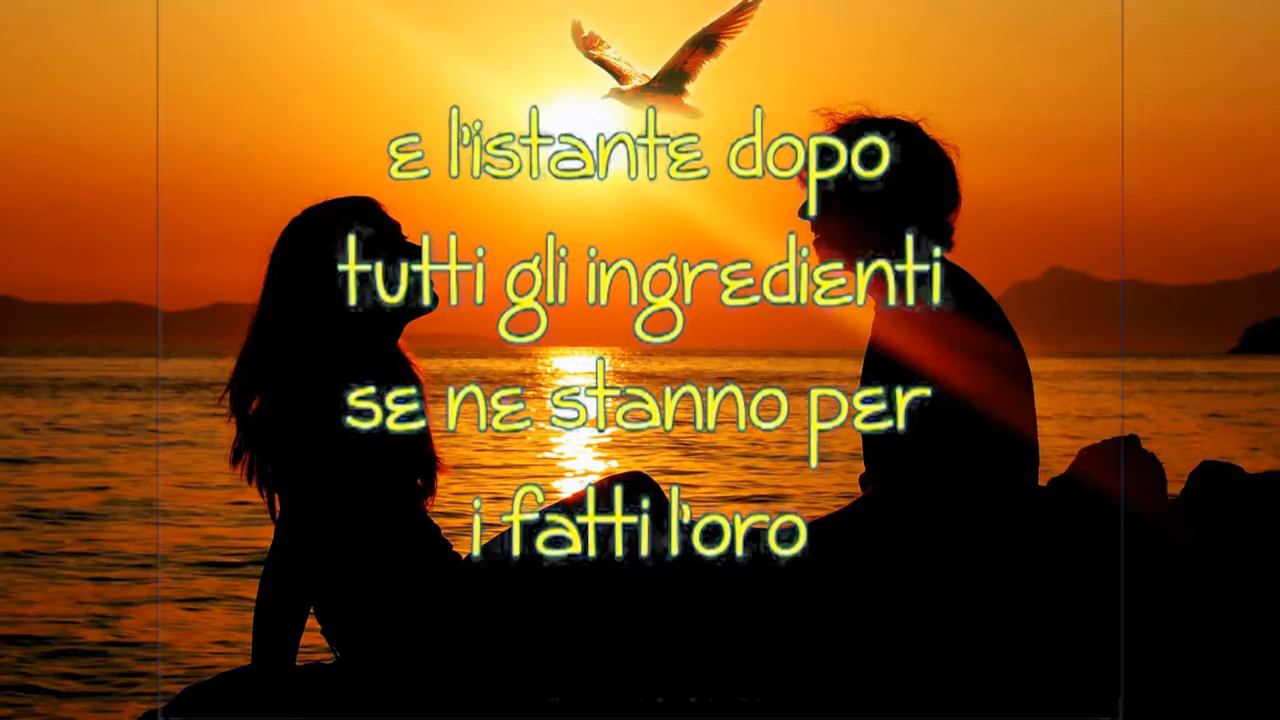 e l'istante dopo
tutti gli ingredienti
se ne stanno per
i fatti l'oro